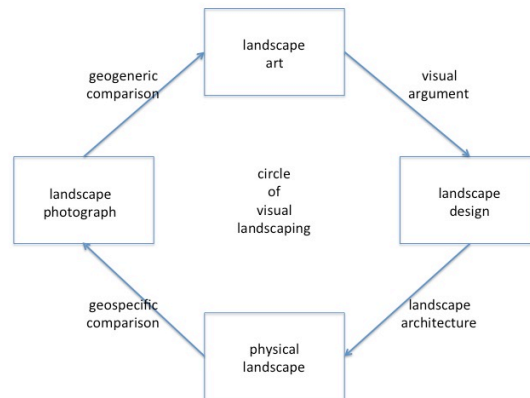 landscape
art
geogeneric
comparison
visual
argument
landscape
photograph
circle
of
visual
landscaping
landscape
design
geospecific
comparison
landscape
architecture
physical
landscape